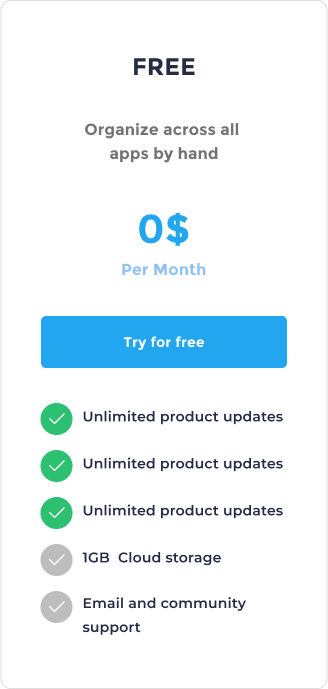 FREE
Organize across all
apps by hand
0$
Per Month
Try for free
Unlimited product updates
Unlimited product updates
Unlimited product updates
1GB  Cloud storage
Email and community
support